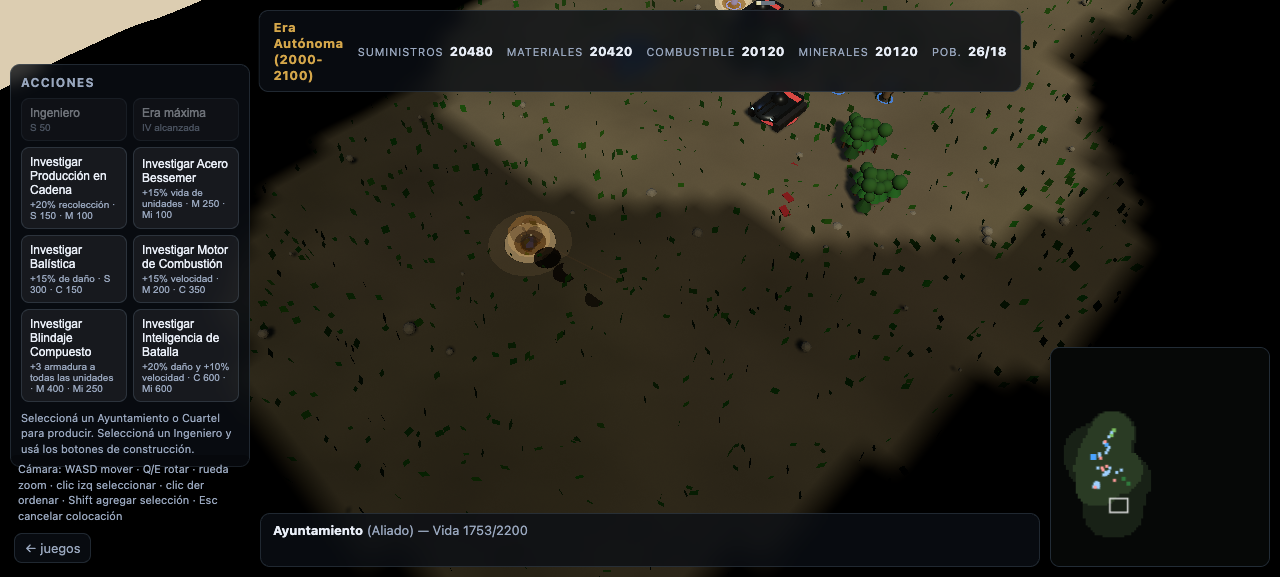 Era
Autónoma
(2000-
2100)
SUMINISTROS 20480 MATERIALES 20420 COMBUSTIBLE 20120 MINERALES 20120 POB. 26/18
ACCIONES
Ingeniero
S 50
Era máxima
IV alcanzada
Investigar
Producción en
Cadena
+20% recolección ·
S 150 · M 100
Investigar Acero
Bessemer
+15% vida de
unidades · M 250 ·
Mi 100
Investigar
Balística
+15% de daño · S
300 · C 150
Investigar Motor
de Combustión
+15% velocidad ·
M 200 · C 350
Investigar
Blindaje
Compuesto
+3 armadura a
todas las unidades
· M 400 · Mi 250
Investigar
Inteligencia de
Batalla
+20% daño y +10%
velocidad · C 600 ·
Mi 600
Seleccioná un Ayuntamiento o Cuartel
para producir. Seleccioná un Ingeniero y
usá los botones de construcción.
Cámara: WASD mover · Q/E rotar · rueda
zoom · clic izq seleccionar · clic der
ordenar · Shift agregar selección · Esc
cancelar colocación
← juegos
Ayuntamiento (Aliado) — Vida 1753/2200